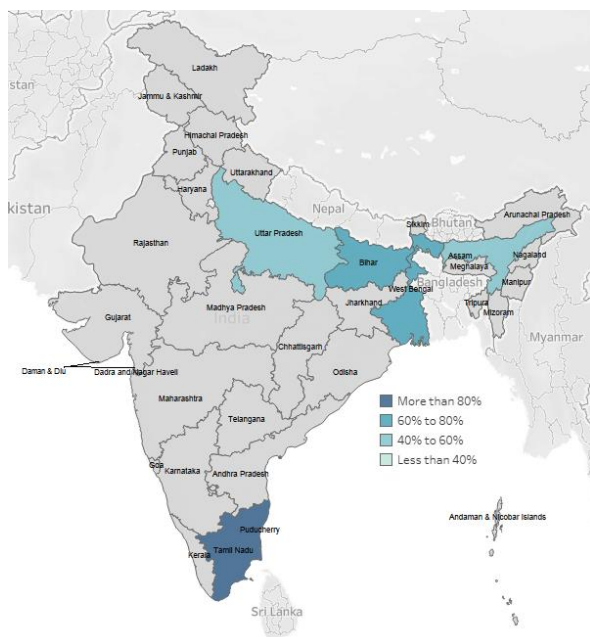 Ladakh
stan
Jammu & Kashmir
Himachal Pradesh
Punjab
Uttarakhand
Haryana
kistan
Nepal
Sikkim
Bhutan
Arunachal Pradesh
Rajasthan
Uttar Pradesh
Assam
Nagaland
Bihar
Meghalaya
Manipur
West Bengal
Bangladesh
Jharkhand
Tripura
Mizoram
Gujarat
Madhya Pradesh
India
Myanmar
Chhattisgarh
Daman & Diu
Dadra and Nagar Haveli
Odisha
Maharashtra
More than 80%
60% to 80%
40% to 60%
Less than 40%
Telangana
Goa
Karnataka
Andhra Pradesh
Andaman & Nicobar Islands
Puducherry
Kerala
Tamil Nadu
Sri Lanka